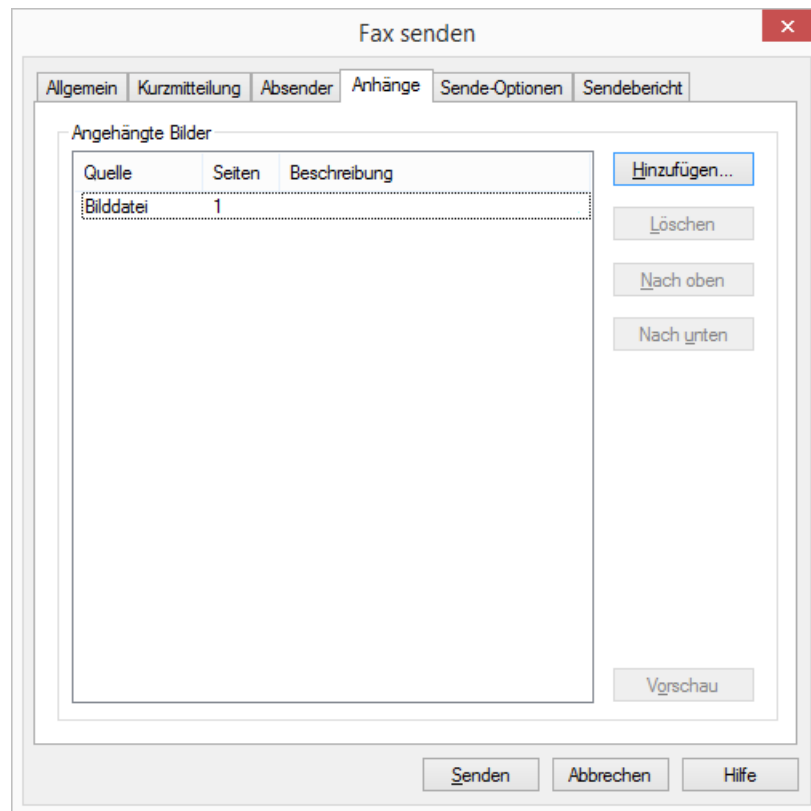 Fax senden
Allgemein Kurzmitteilung Absender Anhänge Sende-Optionen Sendebericht
Angehängte Bilder
Quelle Seiten Beschreibung
Bilddatei 1
Hinzufügen...
Löschen
Nach oben
Nach unten
Vorschau
Senden Abbrechen Hilfe